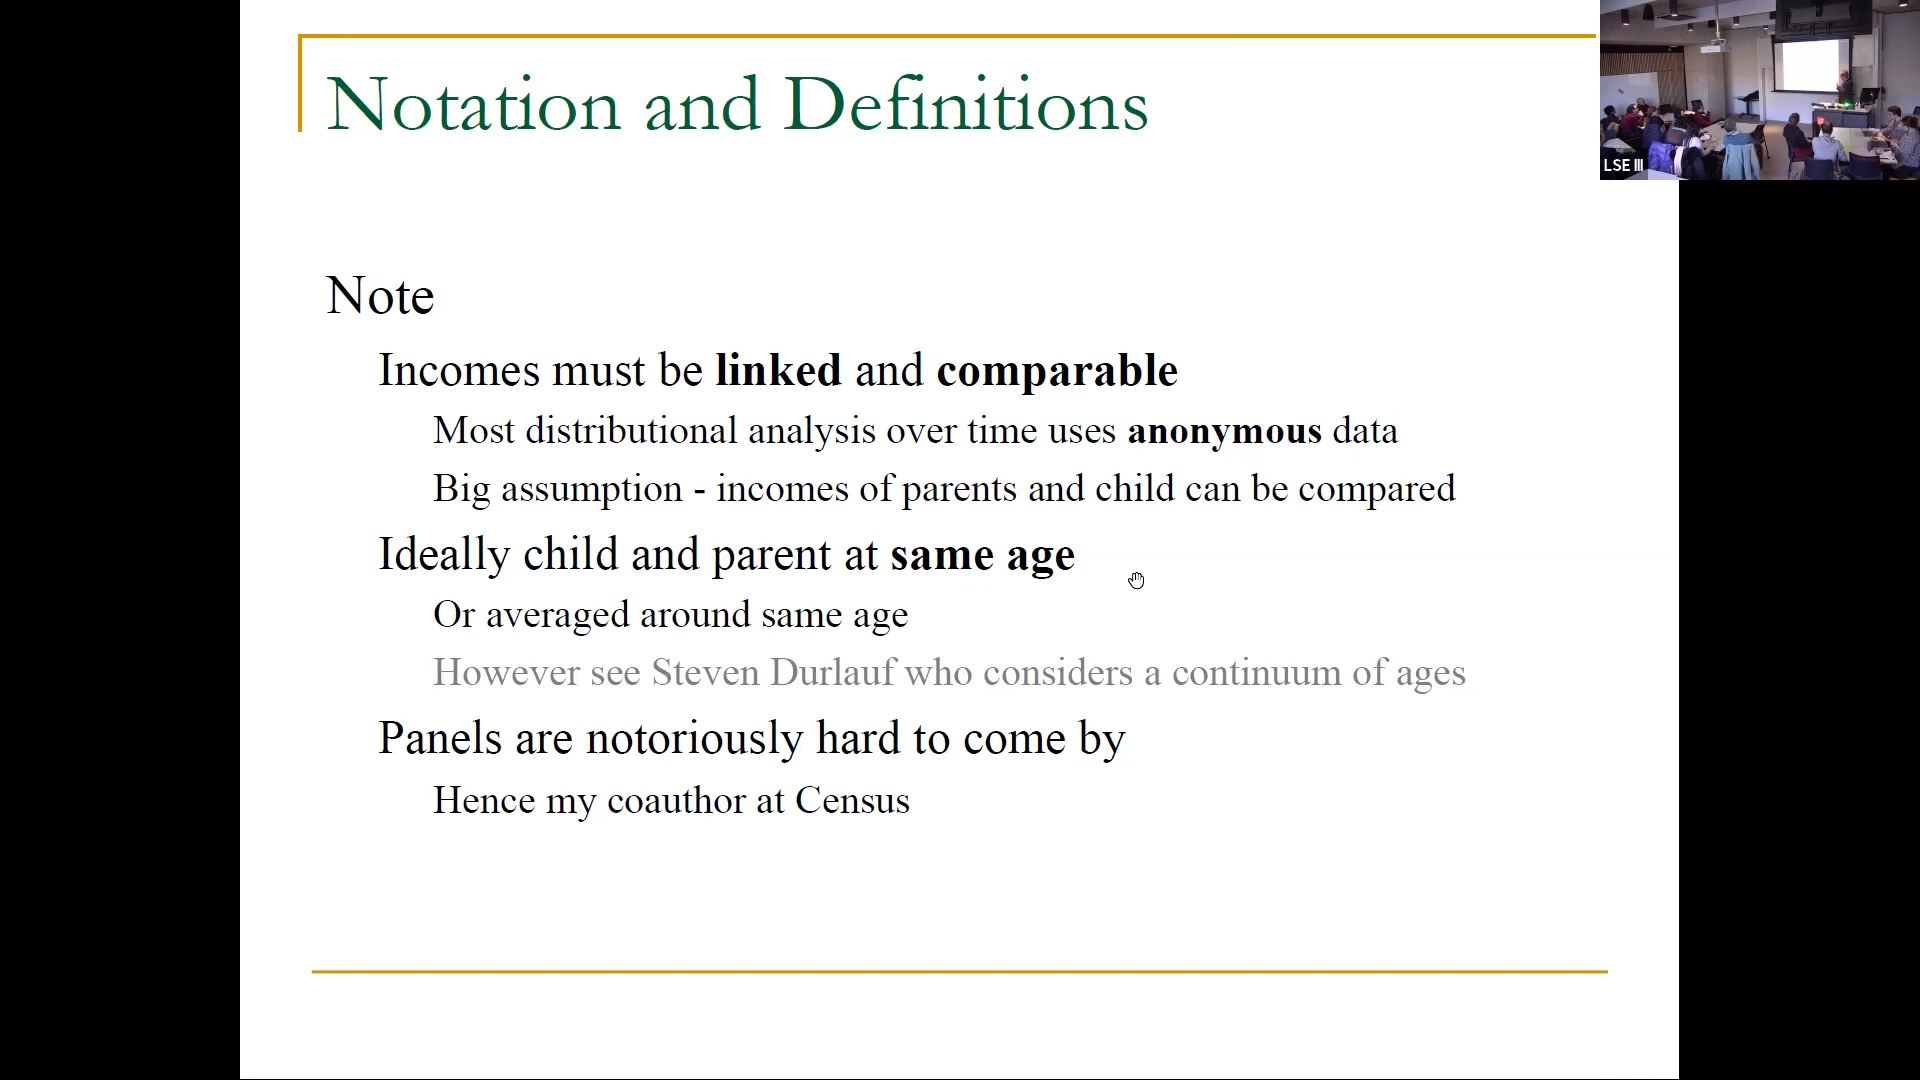 Notation and Definitions
LSE III
Note
Incomes must be linked and comparable
Most distributional analysis over time uses anonymous data
Big assumption - incomes of parents and child can be compared
Ideally child and parent at same age
Or averaged around same age
However see Steven Durlauf who considers a continuum of ages
Panels are notoriously hard to come by
Hence my coauthor at Census